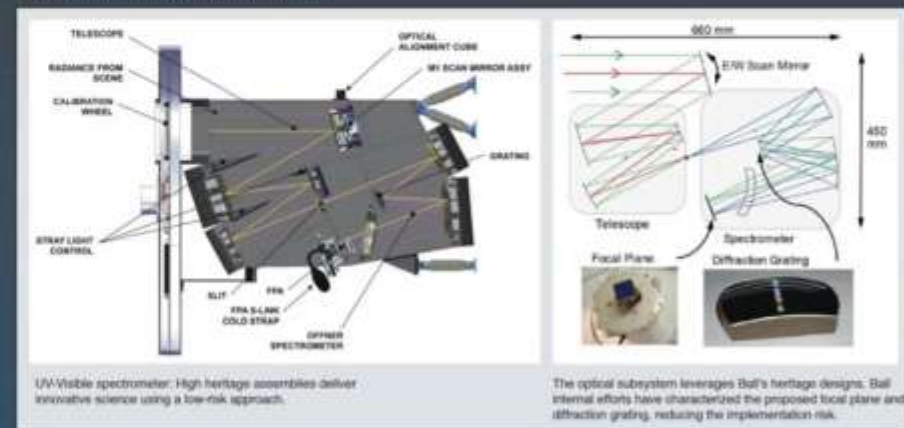 TELESCOPE
RADIANCE FROM
SCENE
CALIBRATION
WHEEL
STRAY LIGHT
CONTROL
SLIT
FPA
FPA S-LINK
COLD STRAP
OFFNER
SPECTROMETER
OPTICAL
ALIGNMENT CUBE
M1 SCAN MIRROR ASSY
GRATING
UV-Visible spectrometer: High heritage assemblies deliver
innovative science using a low-risk approach.
660 mm
E/W Scan Mirror
450
mm
Telescope
Spectrometer
Focal Plane
Diffraction Grating
The optical subsystem leverages Ball's heritage designs. Ball
internal efforts have characterized the proposed focal plane and
diffraction grating, reducing the implementation risk.